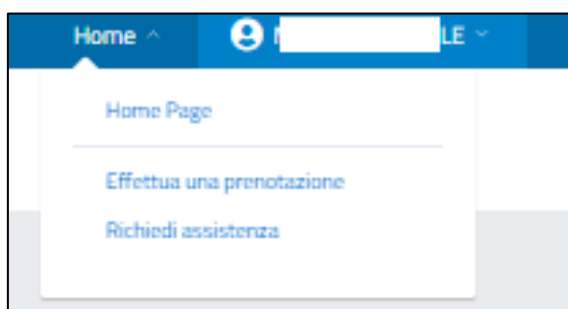 Home LE
Home Page
Effettua una prenotazione
Richiedi assistenza